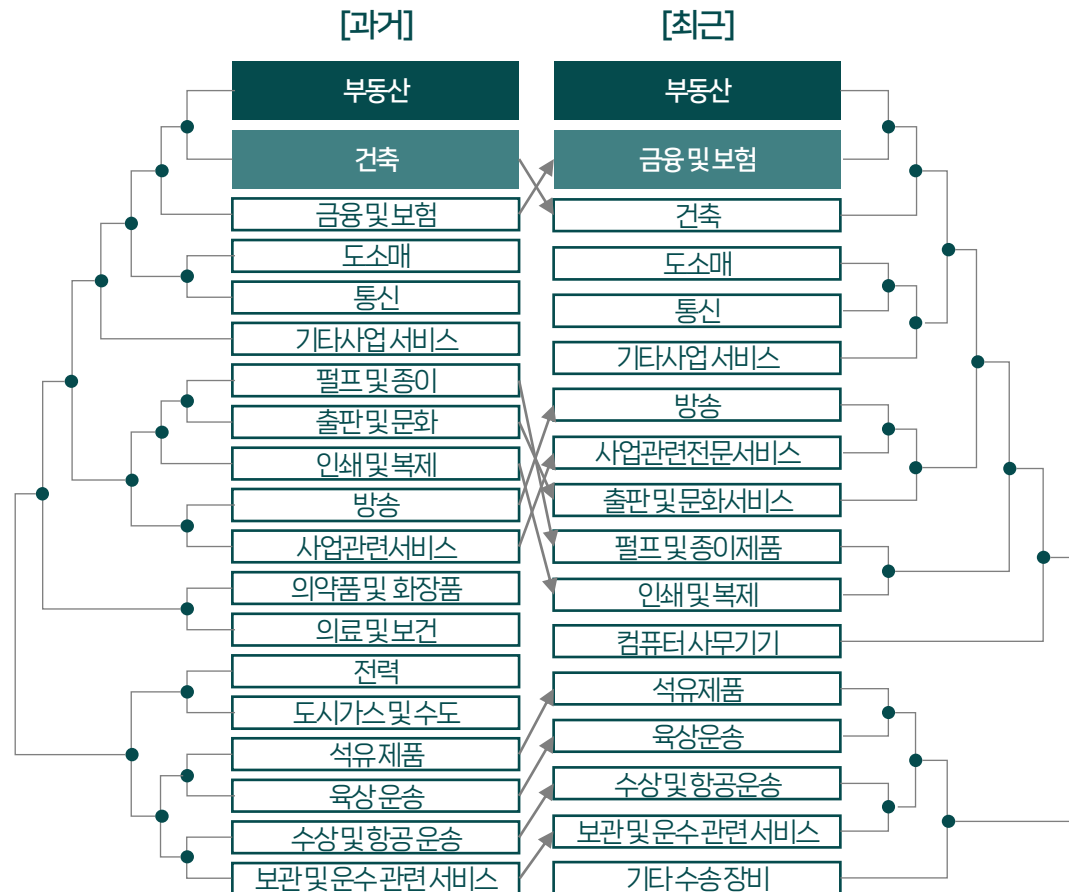 [과거]
부동산
건축
금융 및 보험
도소매
통신
기타사업 서비스
펄프 및 종이
출판 및 문화
인쇄 및 복제
방송
사업관련서비스
의약품 및 화장품
의료 및 보건
전력
도시가스 및 수도
석유 제품
육상 운송
수상 및 항공 운송
보관 및 운수 관련 서비스
[최근]
부동산
금융 및 보험
건축
도소매
통신
기타사업 서비스
방송
사업관련전문서비스
출판 및 문화서비스
펄프 및 종이제품
인쇄 및 복제
컴퓨터 사무기기
석유제품
육상운송
수상 및 항공운송
보관 및 운수 관련 서비스
기타 수송 장비